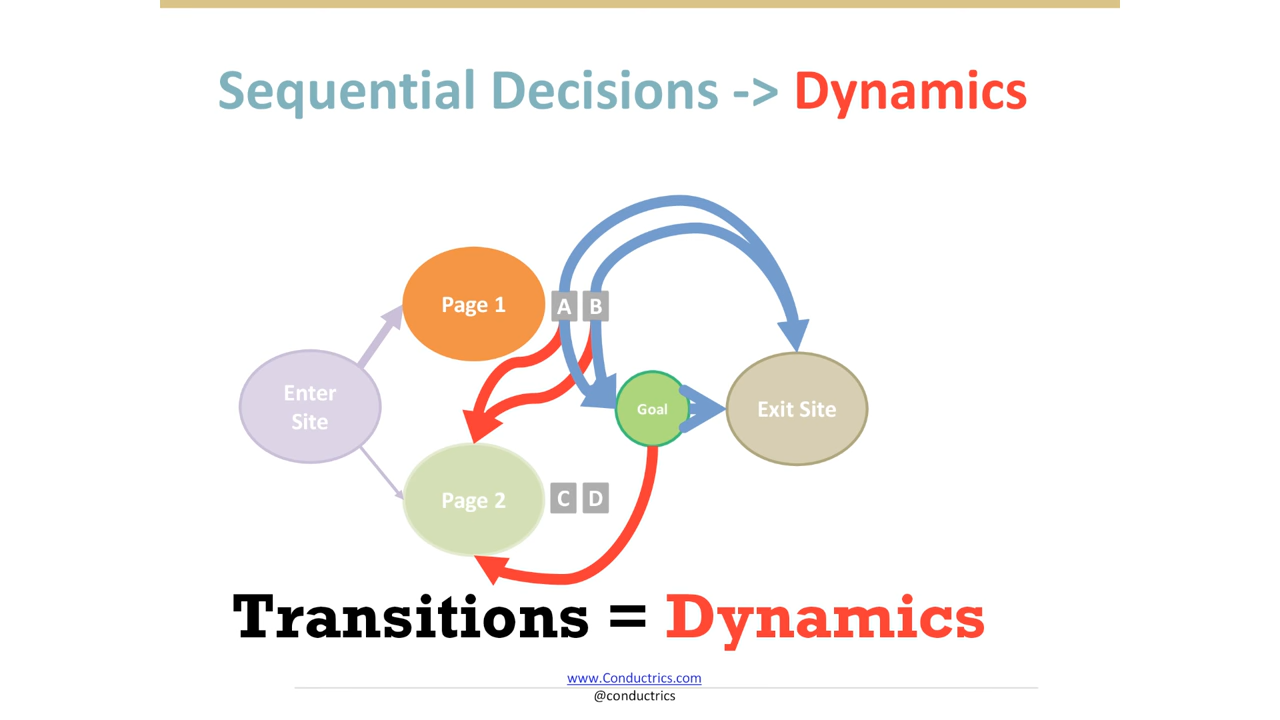 Sequential Decisions -> Dynamics
Page 1
A B
Enter
Site
Goal
Exit Site
Page 2
C D
Transitions = Dynamics
www.Conductrics.com
@conductrics